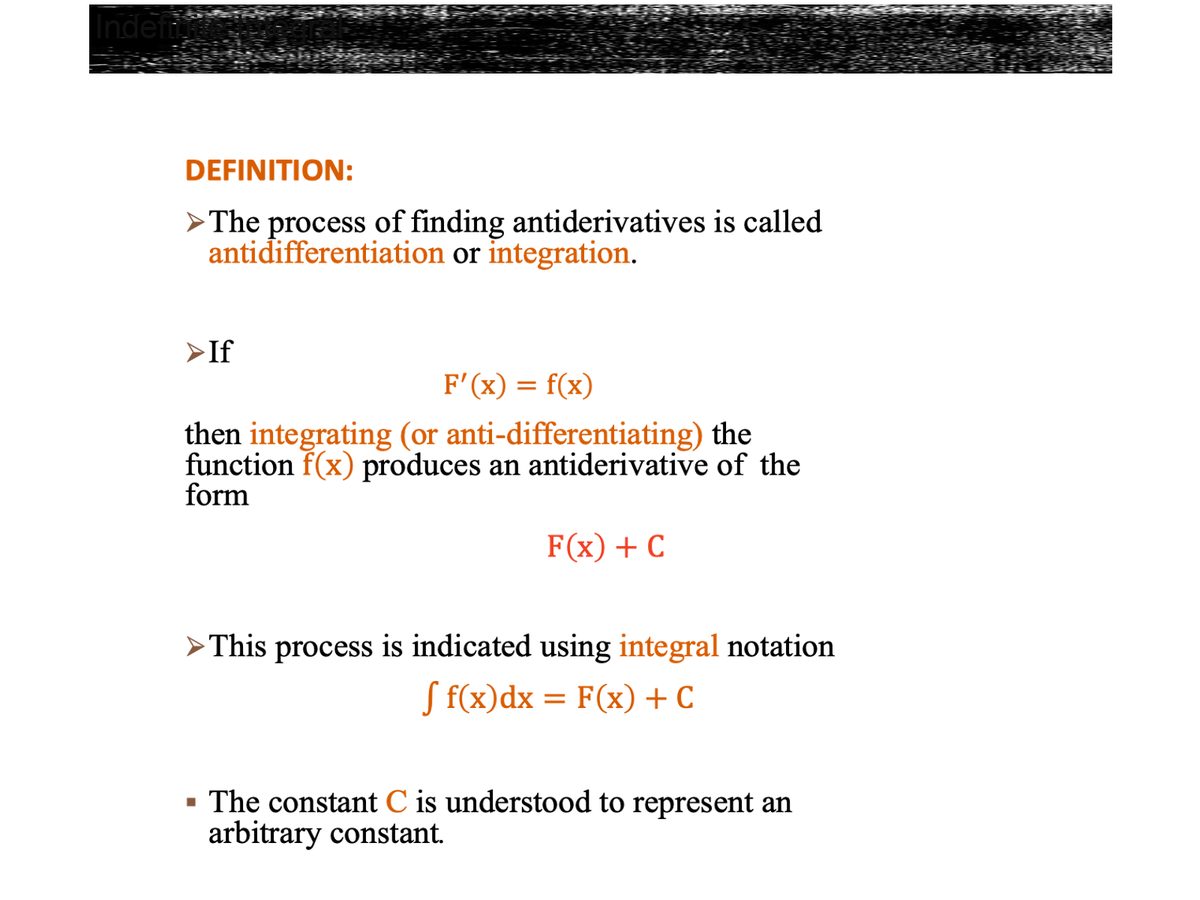 DEFINITION:
➢The process of finding antiderivatives is called
antidifferentiation or integration.
➢If
F′(x) = f(x)
then integrating (or anti-differentiating) the
function f(x) produces an antiderivative of the
form
F(x) + C
➢This process is indicated using integral notation
∫ f(x)dx = F(x) + C
▪ The constant C is understood to represent an
arbitrary constant.